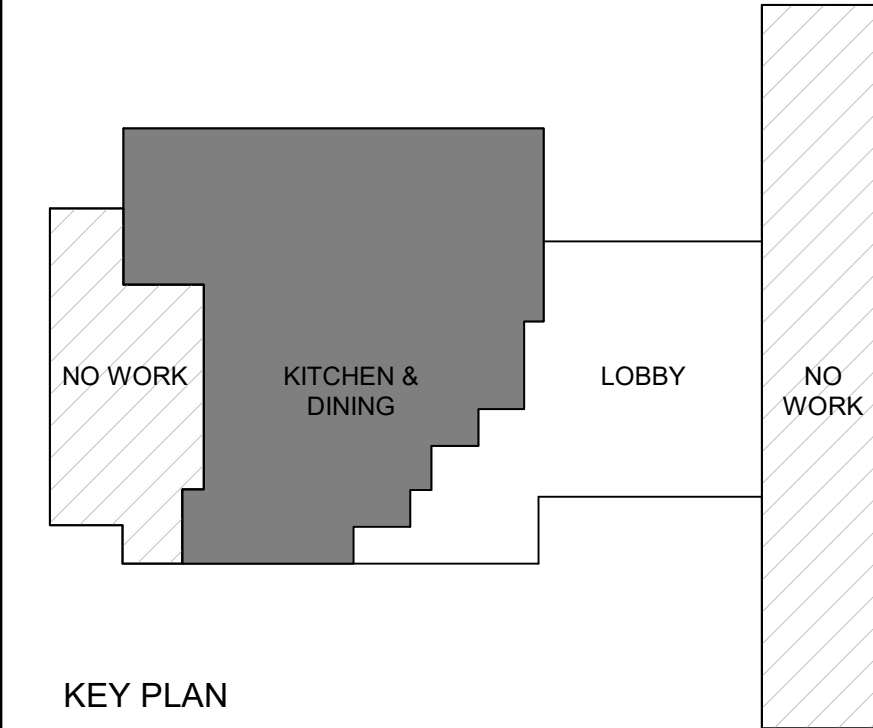 NO WORK
KITCHEN &
DINING
LOBBY
NO
WORK
KEY PLAN